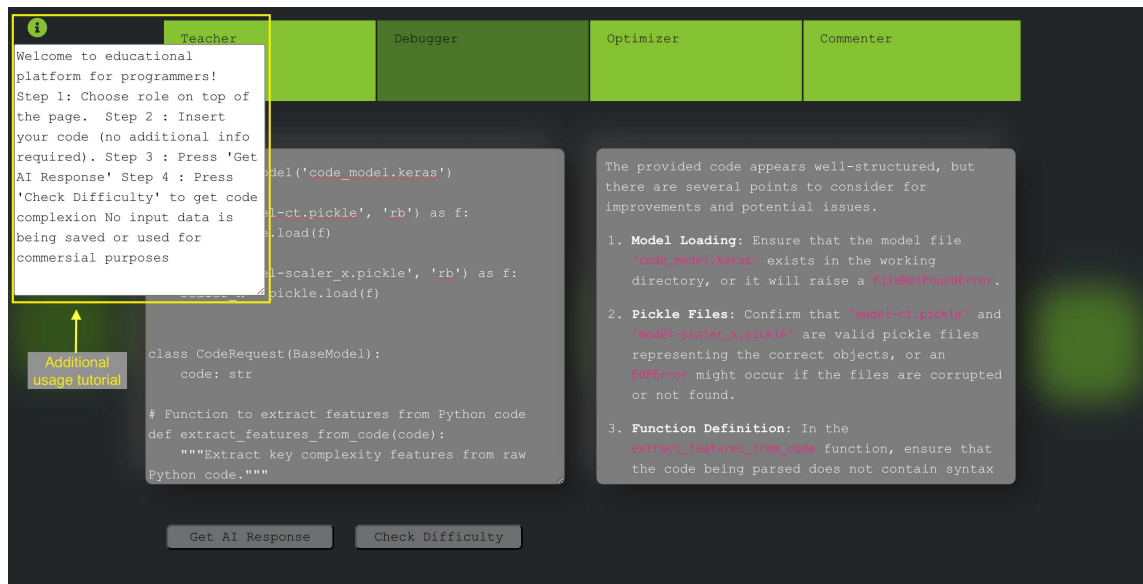 i
Teacher
Debugger
Optimizer
Commenter
Welcome to educational
platform for programmers!
Step 1: Choose role on top of
the page.  Step 2 : Insert
your code (no additional info
required). Step 3 : Press 'Get
AI Response' Step 4 : Press
'Check Difficulty' to get code
complexion No input data is
being saved or used for
commersial purposes
Additional
usage tutorial
('code_model.keras')
-ct.pickle', 'rb') as f:
.load(f)
-scaler_x.pickle', 'rb') as f:
pickle.load(f)
class CodeRequest(BaseModel):
code: str
# Function to extract features from Python code
def extract_features_from_code(code):
"""Extract key complexity features from raw
Python code."""
The provided code appears well-structured, but
there are several points to consider for
improvements and potential issues.
1. Model Loading: Ensure that the model file
'code_model.keras' exists in the working
directory, or it will raise a FileNotFoundError.
2. Pickle Files: Confirm that 'model-ct.pickle' and
'model-scaler_x.pickle' are valid pickle files
representing the correct objects, or an
EOFError might occur if the files are corrupted
or not found.
3. Function Definition: In the
extract_features_from_code function, ensure that
the code being parsed does not contain syntax
Get AI Response
Check Difficulty